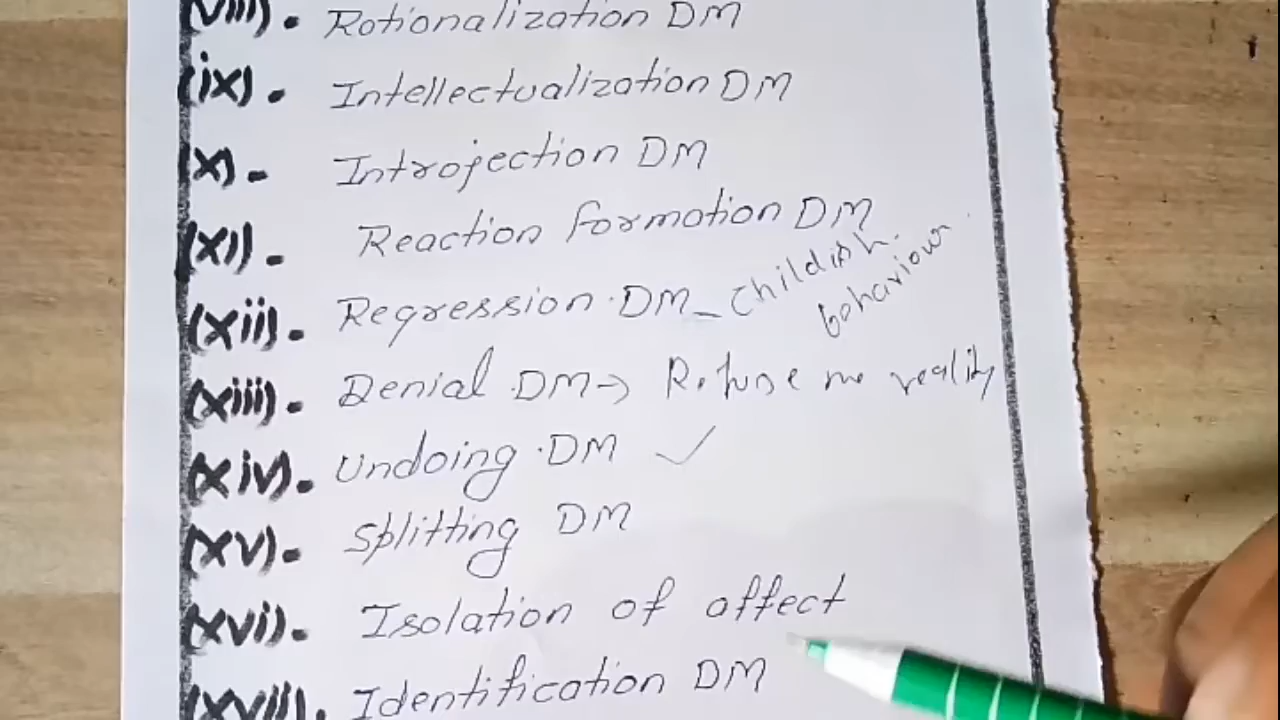 (viii). Rotionalization DM
(ix). Intellectualization DM
(x). Introjection DM
(xi). Reaction formation DM
(xii). Regression DM - childish behaviour
(xiii). Denial DM → Refuse reality
(xiv). Undoing DM ✓
(xv). Splitting DM
(xvi). Isolation of affect
(xvii). Identification DM